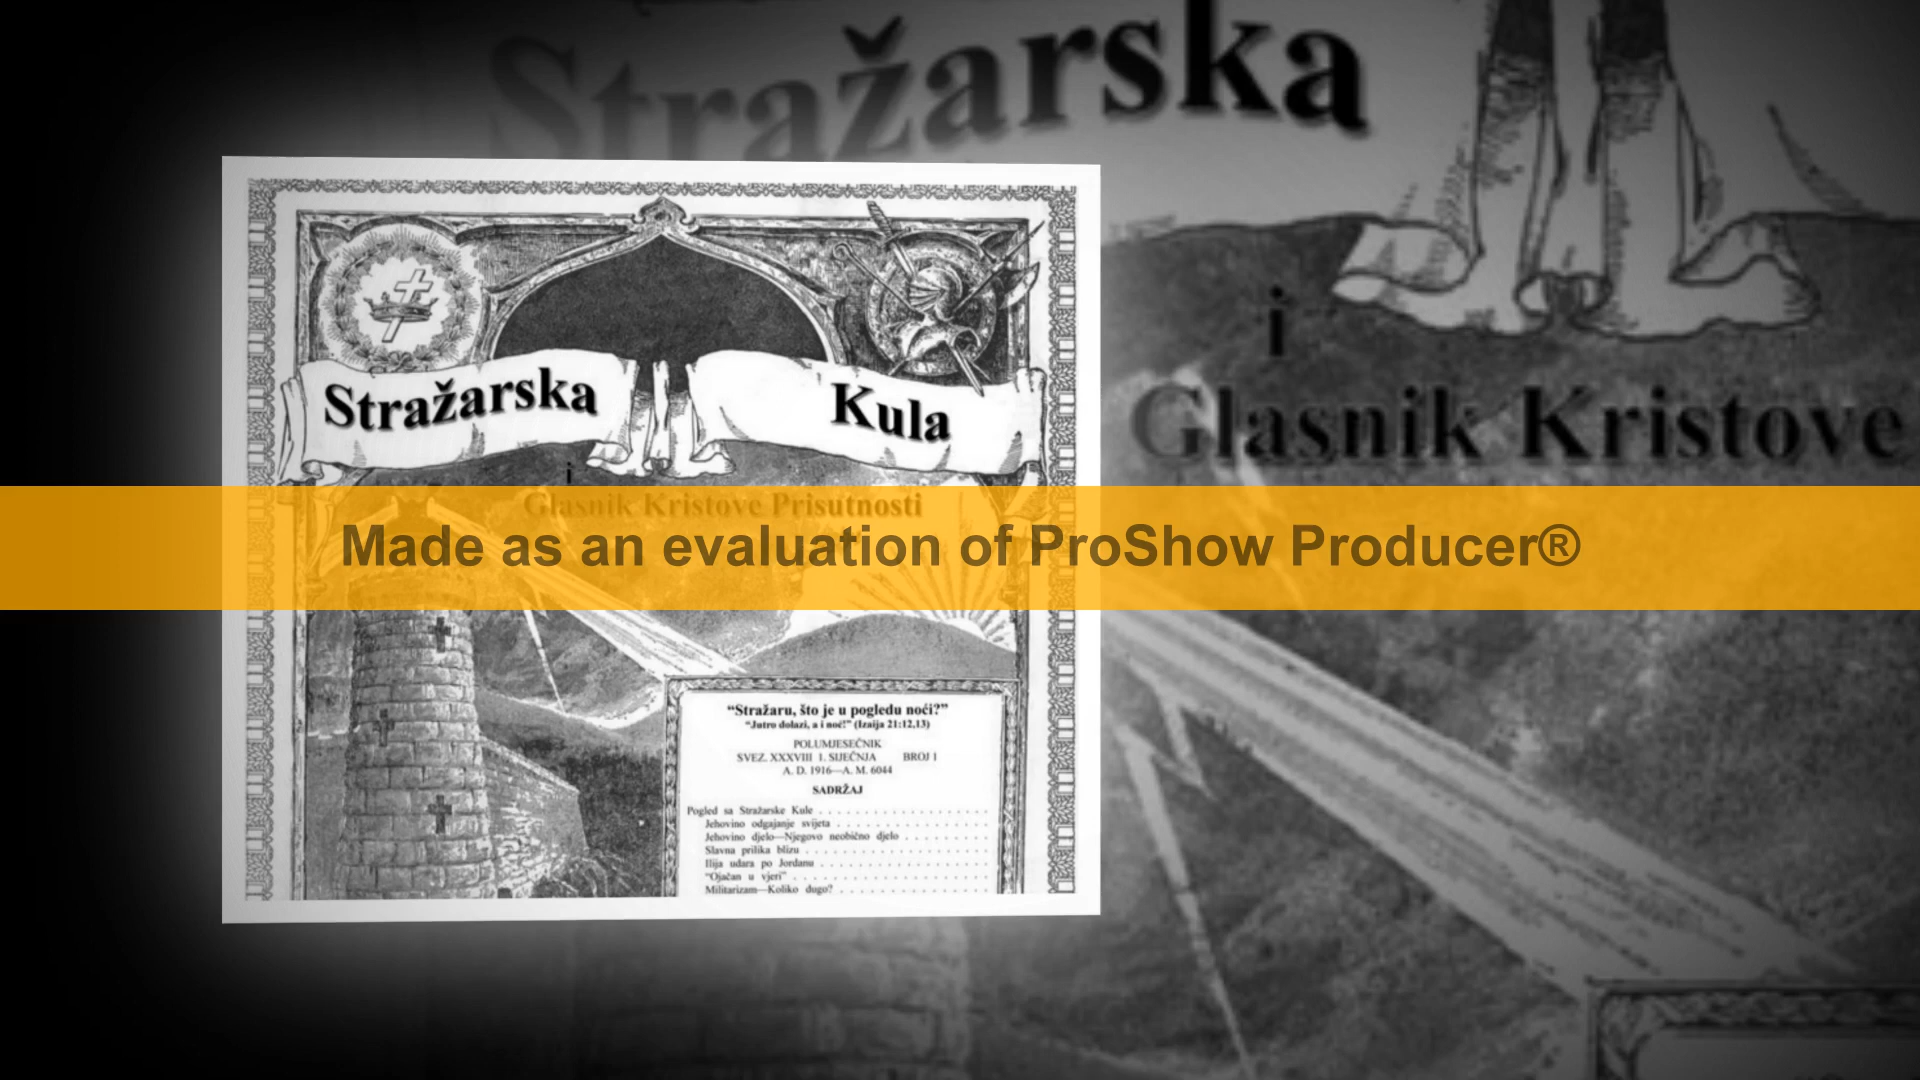 Stražarska
Stražarska
Kula
i
Glasnik Kristove Prisutnosti
i
Glasnik Kristove
Made as an evaluation of ProShow Producer®
“Stražaru, što je u pogledu noći?”
“Jutro dolazi, a i noć!” (Izaija 21:12,13)
POLUMJESEČNIK
SVEZ. XXXVIII 1. SIJEČNJA BROJ 1
A. D. 1916—A. M. 6044
SADRŽAJ
Pogled sa Stražarske Kule
Jehovino odgajanje svijeta
Jehovino djelo—Njegovo neobično djelo
Slavna prilika blizu
Ilija udara po Jordanu
“Ojačan u vjeri”
Militarizam—Koliko dugo?